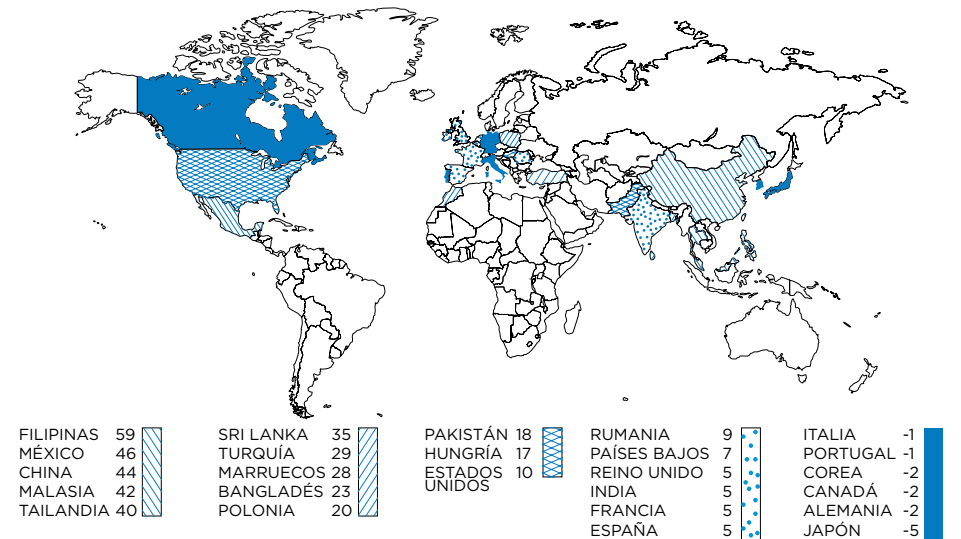 FILIPINAS 59
MÉXICO 46
CHINA 44
MALASIA 42
TAILANDIA 40
SRI LANKA 35
TURQUÍA 29
MARRUECOS 28
BANGLADÉS 23
POLONIA 20
PAKISTÁN 18
HUNGRÍA 17
ESTADOS 10
UNIDOS
RUMANIA 9
PAÍSES BAJOS 7
REINO UNIDO 5
INDIA 5
FRANCIA 5
ESPAÑA 5
ITALIA -1
PORTUGAL -1
COREA -2
CANADÁ -2
ALEMANIA -2
JAPÓN -5